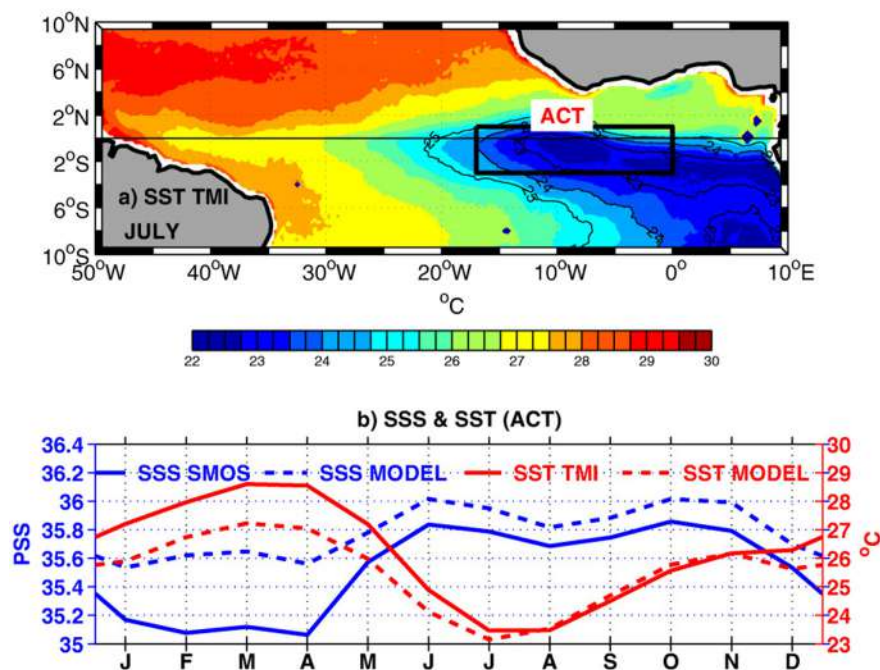 10°N
6°N
2°N
2°S
6°S
10°S
ACT
a) SST TMI
JULY
50°W 40°W 30°W 20°W 10°W 0° 10°E
°C
22 23 24 25 26 27 28 29 30
b) SSS & SST (ACT)
SSS SMOS SSS MODEL SST TMI SST MODEL
36.4 30
36.2 29
36 28
35.8 27
35.6 26
35.4 25
35.2 24
35 23
PSS
°C
J F M A M J J A S O N D